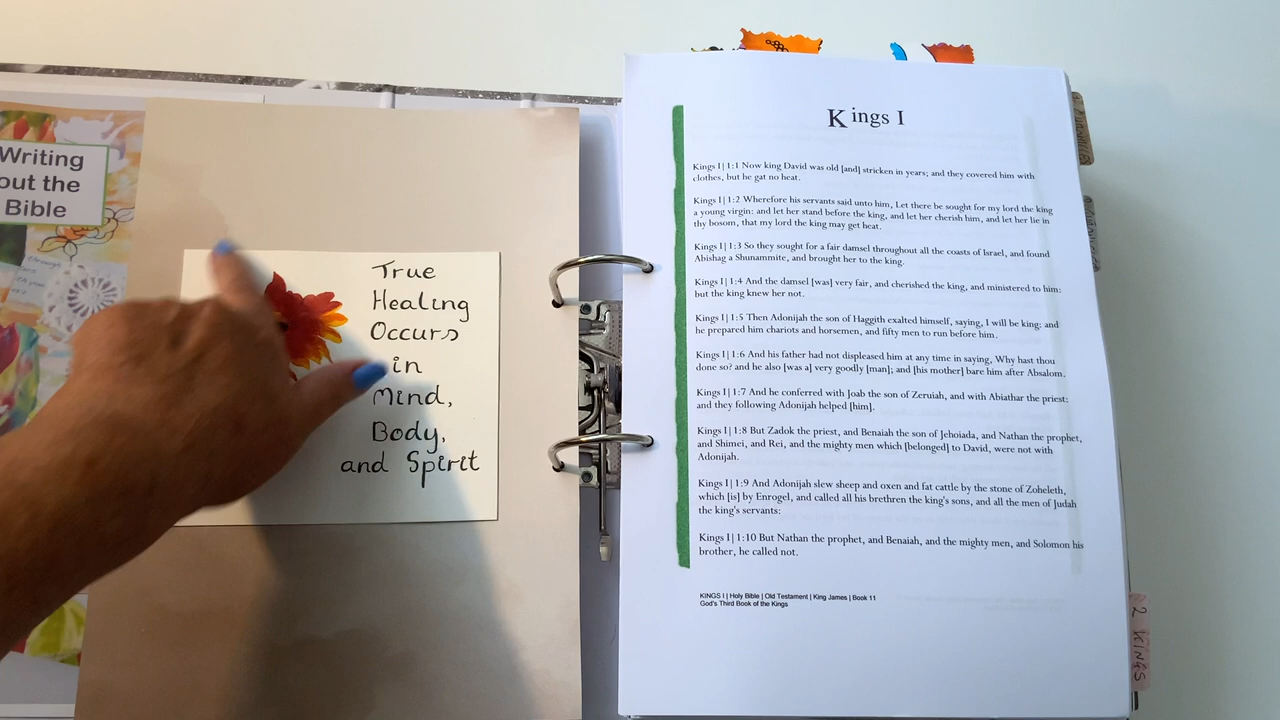 Writing
out the
Bible
True
Healing
Occurs
in
Mind,
Body,
and Spirit
Kings I
Kings I| 1:1 Now king David was old [and] stricken in years; and they covered him with
clothes, but he gat no heat.
Kings I| 1:2 Wherefore his servants said unto him, Let there be sought for my lord the king
a young virgin: and let her stand before the king, and let her cherish him, and let her lie in
thy bosom, that my lord the king may get heat.
Kings I| 1:3 So they sought for a fair damsel throughout all the coasts of Israel, and found
Abishag a Shunammite, and brought her to the king.
Kings I| 1:4 And the damsel [was] very fair, and cherished the king, and ministered to him:
but the king knew her not.
Kings I| 1:5 Then Adonijah the son of Haggith exalted himself, saying, I will be king: and
he prepared him chariots and horsemen, and fifty men to run before him.
Kings I| 1:6 And his father had not displeased him at any time in saying, Why hast thou
done so? and he also [was a] very goodly [man]; and [his mother] bare him after Absalom.
Kings I| 1:7 And he conferred with Joab the son of Zeruiah, and with Abiathar the priest:
and they following Adonijah helped [him].
Kings I| 1:8 But Zadok the priest, and Benaiah the son of Jehoiada, and Nathan the prophet,
and Shimei, and Rei, and the mighty men which [belonged] to David, were not with
Adonijah.
Kings I| 1:9 And Adonijah slew sheep and oxen and fat cattle by the stone of Zoheleth,
which [is] by Enrogel, and called all his brethren the king's sons, and all the men of Judah
the king's servants:
Kings I| 1:10 But Nathan the prophet, and Benaiah, and the mighty men, and Solomon his
brother, he called not.
KINGS I | Holy Bible | Old Testament | King James | Book 11
God's Third Book of the Kings
2 KINGS